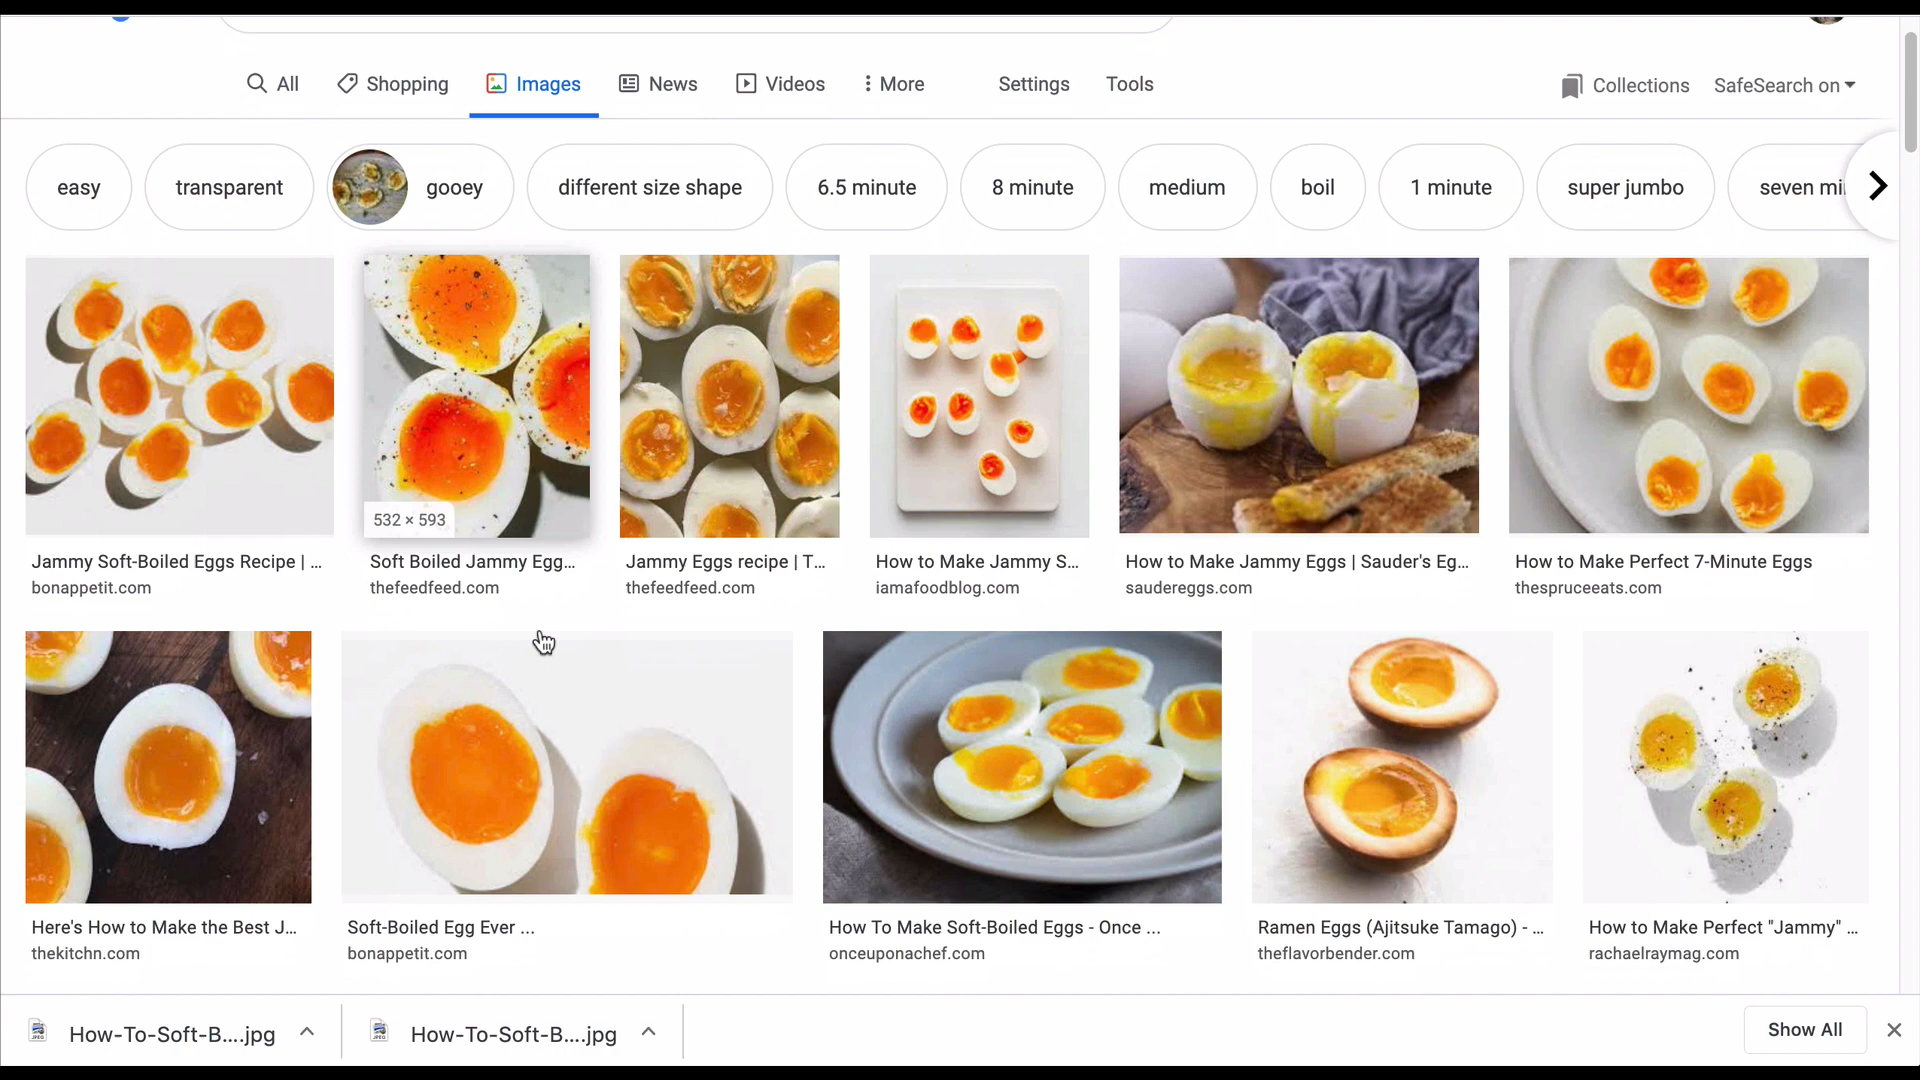 All
Shopping
Images
News
Videos
More
Settings
Tools
Collections
SafeSearch on
easy
transparent
gooey
different size shape
6.5 minute
8 minute
medium
boil
1 minute
super jumbo
seven mi
532 × 593
Jammy Soft-Boiled Eggs Recipe | ...
bonappetit.com
Soft Boiled Jammy Egg...
thefeedfeed.com
Jammy Eggs recipe | T...
thefeedfeed.com
How to Make Jammy S...
iamafoodblog.com
How to Make Jammy Eggs | Sauder's Eg...
saudereggs.com
How to Make Perfect 7-Minute Eggs
thespruceeats.com
Here's How to Make the Best J...
thekitchn.com
Soft-Boiled Egg Ever ...
bonappetit.com
How To Make Soft-Boiled Eggs - Once ...
onceuponachef.com
Ramen Eggs (Ajitsuke Tamago) - ...
theflavorbender.com
How to Make Perfect "Jammy" ...
rachaelraymag.com
How-To-Soft-B....jpg
How-To-Soft-B....jpg
Show All